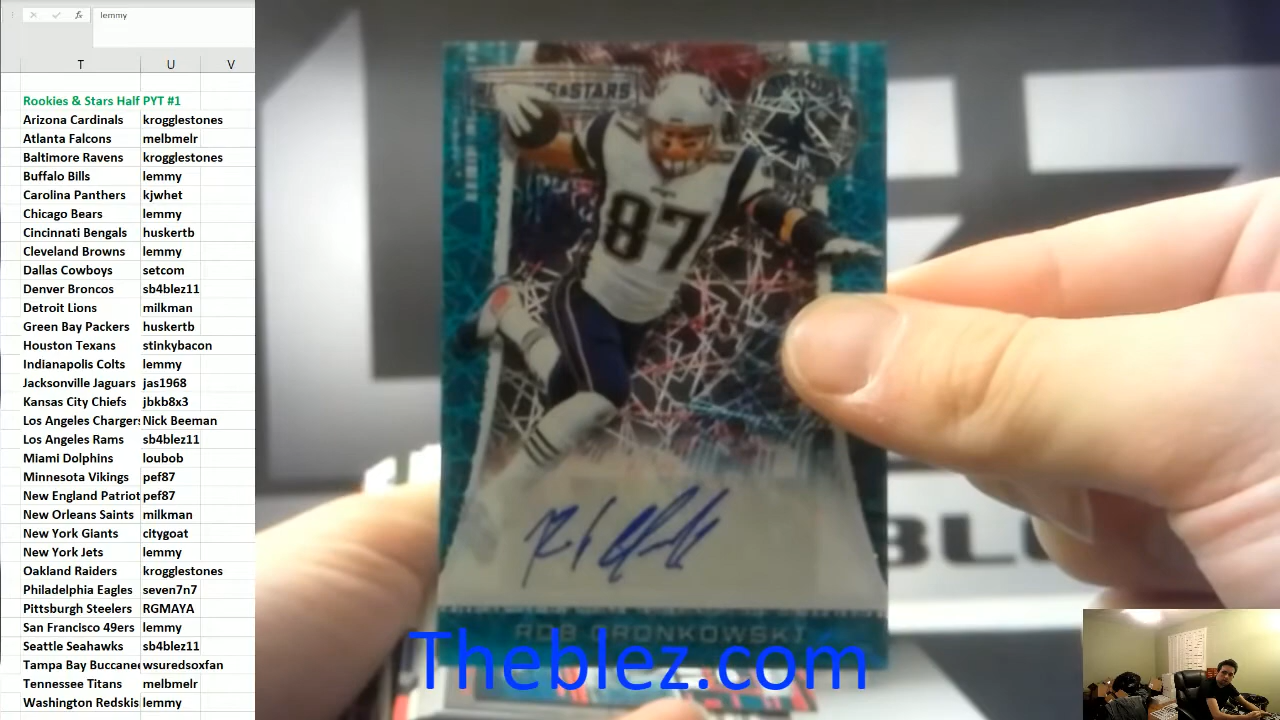 lemmy
T U V
Rookies & Stars Half PYT #1
Arizona Cardinals krogglestones
Atlanta Falcons melbmelr
Baltimore Ravens krogglestones
Buffalo Bills lemmy
Carolina Panthers kjwhet
Chicago Bears lemmy
Cincinnati Bengals huskertb
Cleveland Browns lemmy
Dallas Cowboys setcom
Denver Broncos sb4blez11
Detroit Lions milkman
Green Bay Packers huskertb
Houston Texans stinkybacon
Indianapolis Colts lemmy
Jacksonville Jaguars jas1968
Kansas City Chiefs jbkb8x3
Los Angeles Chargers Nick Beeman
Los Angeles Rams sb4blez11
Miami Dolphins loubob
Minnesota Vikings pef87
New England Patriot pef87
New Orleans Saints milkman
New York Giants citygoat
New York Jets lemmy
Oakland Raiders krogglestones
Philadelphia Eagles seven7n7
Pittsburgh Steelers RGMAYA
San Francisco 49ers lemmy
Seattle Seahawks sb4blez11
Tampa Bay Buccanee wsuredsoxfan
Tennessee Titans melbmelr
Washington Redskis lemmy
&STARS
87
87
ROB GRONKOWSKI
Theblez.com